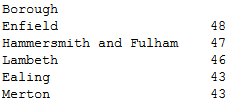 Borough
Enfield 48
Hammersmith and Fulham 47
Lambeth 46
Ealing 43
Merton 43